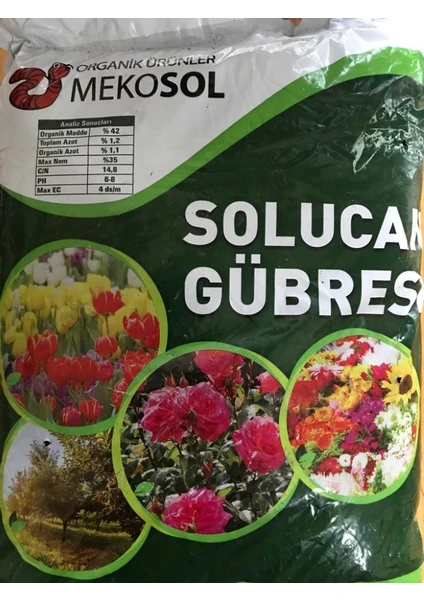 ORGANİK ÜRÜNLER
MEKOSOL
Analiz Sonuçları
Organik Madde % 42
Toplam Azot % 1,2
Organik Azot % 1,1
Max Nem %35
C/N 14,8
PH 6-8
Max EC 4 ds/m
SOLUCAN
GÜBRES